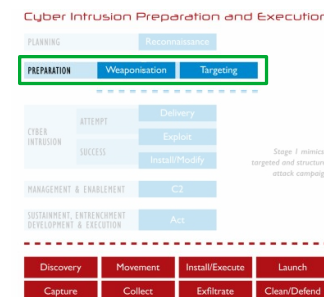 Cyber Intrusion Preparation and Execution
PLANNING Reconnaissance
PREPARATION Weaponisation Targeting
Delivery
ATTEMPT
Exploit
CYBER
INTRUSION
SUCCESS
Install/Modify
Stage 1 mimics
targeted and structur
attack campaig
MANAGEMENT & ENABLEMENT C2
SUSTAINMENT, ENTRENCHMENT
DEVELOPMENT & EXECUTION
Act
Discovery Movement Install/Execute Launch
Capture Collect Exfiltrate Clean/Defend